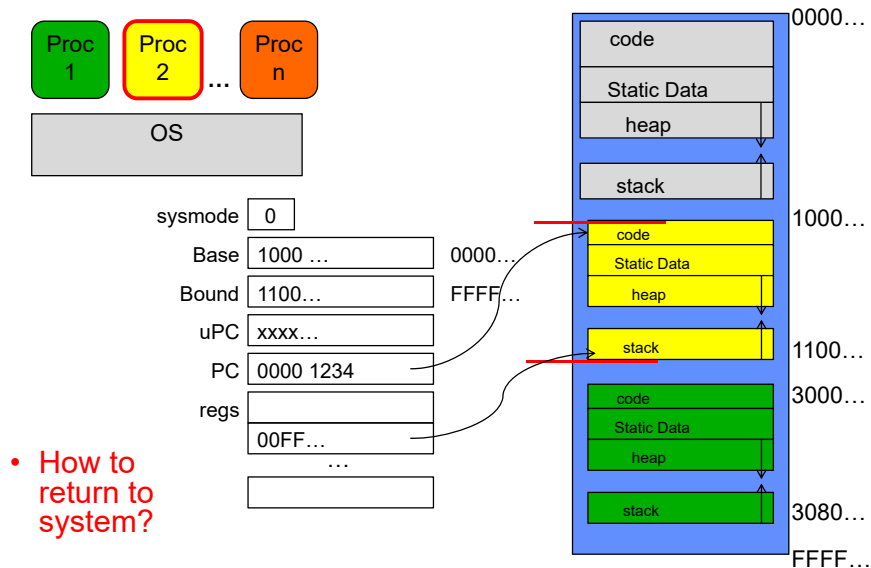 Proc
1
Proc
2
...
Proc
n
OS
sysmode 0
Base 1000 … 0000…
Bound 1100… FFFF…
uPC xxxx…
PC 0000 1234
regs
00FF…
…
• How to
return to
system?
0000…
code
Static Data
heap
stack
1000…
code
Static Data
heap
stack
1100…
3000…
code
Static Data
heap
stack
3080…
FFFF…